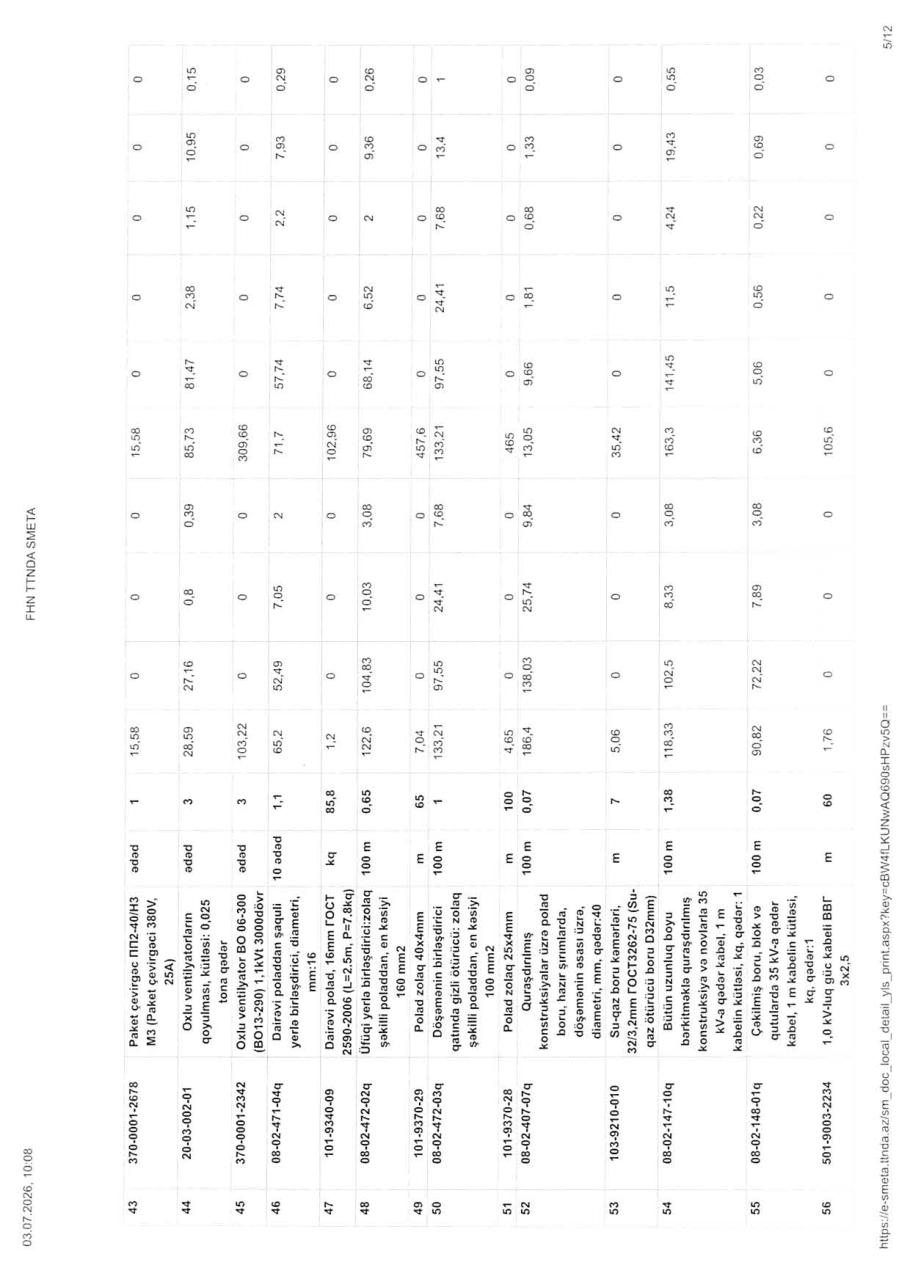 03.07.2026, 10:08 FHN TTNDA SMETA
43 370-0001-2678 Paket çevirgəc ПП2-40/Н3 ədəd 1 15,58 0 0 0 15,58 0 0 0 0 0
М3 (Paket çevirgəci 380V,
25A)
44 20-03-002-01 Oxlu ventilyatorların ədəd 3 28,59 27,16 0,8 0,39 85,73 81,47 2,38 1,15 10,95 0,15
qoyulması, kütləsi: 0,025
tona qədər
45 370-0001-2342 Oxlu ventilyator ВО 06-300 ədəd 3 103,22 0 0 0 309,66 0 0 0 0 0
(ВО13-290) 1,1kVt 3000dövr
46 08-02-471-04q Dairəvi poladdan şaquli 10 ədəd 1,1 65,2 52,49 7,05 2 71,7 57,74 7,74 2,2 7,93 0,29
yerlə birləşdirici, diametri,
mm:16
47 101-9340-09 Dairəvi polad, 16mm ГОСТ kq 85,8 1,2 0 0 0 102,96 0 0 0 0 0
2590-2006 (L=2,5m, P=7,8kq)
48 08-02-472-02q Üfüqi yerlə birləşdirici:zolaq 100 m 0,65 122,6 104,83 10,03 3,08 79,69 68,14 6,52 2 9,36 0,26
şəkilli poladdan, en kəsiyi
160 mm2
49 101-9370-29 Polad zolaq 40x4mm m 65 7,04 0 0 0 457,6 0 0 0 0 0
50 08-02-472-03q Döşəmənin birləşdirici 100 m 1 133,21 97,55 24,41 7,68 133,21 97,55 24,41 7,68 13,4 1
qatında gizli ötürücü: zolaq
şəkilli poladdan, en kəsiyi
100 mm2
51 101-9370-28 Polad zolaq 25x4mm m 100 4,65 0 0 0 465 0 0 0 0 0
52 08-02-407-07q Quraşdırılmış 100 m 0,07 186,4 138,03 25,74 9,84 13,05 9,66 1,81 0,68 1,33 0,09
konstruksiyalar üzrə polad
boru, hazır şırımlarda,
döşəmənin əsası üzrə,
diametri, mm, qədər:40
53 103-9210-010 Su-qaz boru kəmərləri, m 7 5,06 0 0 0 35,42 0 0 0 0 0
32/3,2mm ГОСТ3262-75 (Su-
qaz ötürücü boru D32mm)
54 08-02-147-10q Bütün uzunluq boyu 100 m 1,38 118,33 102,5 8,33 3,08 163,3 141,45 11,5 4,24 19,43 0,55
bərkitməklə quraşdırılmış
konstruksiya və novlarla 35
kV-a qədər kabel, 1 m
kabelin kütləsi, kq, qədər: 1
55 08-02-148-01q Çəkilmiş boru, blok və 100 m 0,07 90,82 72,22 7,89 3,08 6,36 5,06 0,56 0,22 0,69 0,03
qutularda 35 kV-a qədər
kabel, 1 m kabelin kütləsi,
kq, qədər:1
56 501-9003-2234 1,0 kV-luq güc kabeli ВВГ m 60 1,76 0 0 0 105,6 0 0 0 0 0
3x2,5
https://e-smeta.ttnda.az/sm_doc_local_detail_yls_print.aspx?key=cBW4fLKUNwAQ690sHPzv5Q== 5/12